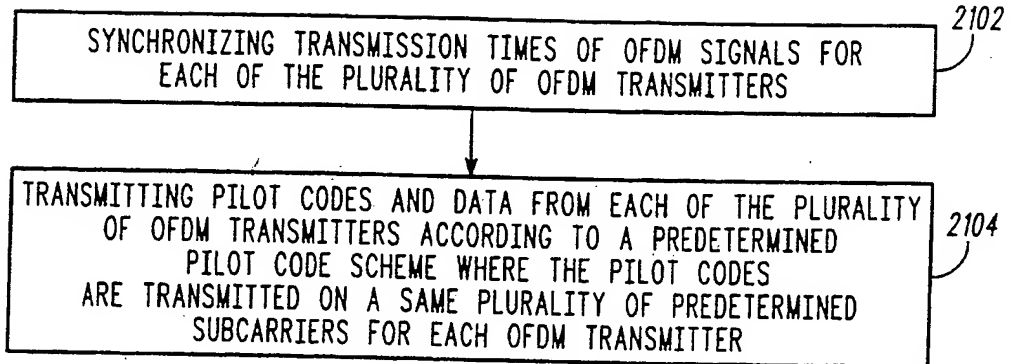 2102
SYNCHRONIZING TRANSMISSION TIMES OF OFDM SIGNALS FOR
EACH OF THE PLURALITY OF OFDM TRANSMITTERS
TRANSMITTING PILOT CODES AND DATA FROM EACH OF THE PLURALITY
OF OFDM TRANSMITTERS ACCORDING TO A PREDETERMINED
PILOT CODE SCHEME WHERE THE PILOT CODES
ARE TRANSMITTED ON A SAME PLURALITY OF PREDETERMINED
SUBCARRIERS FOR EACH OFDM TRANSMITTER
2104